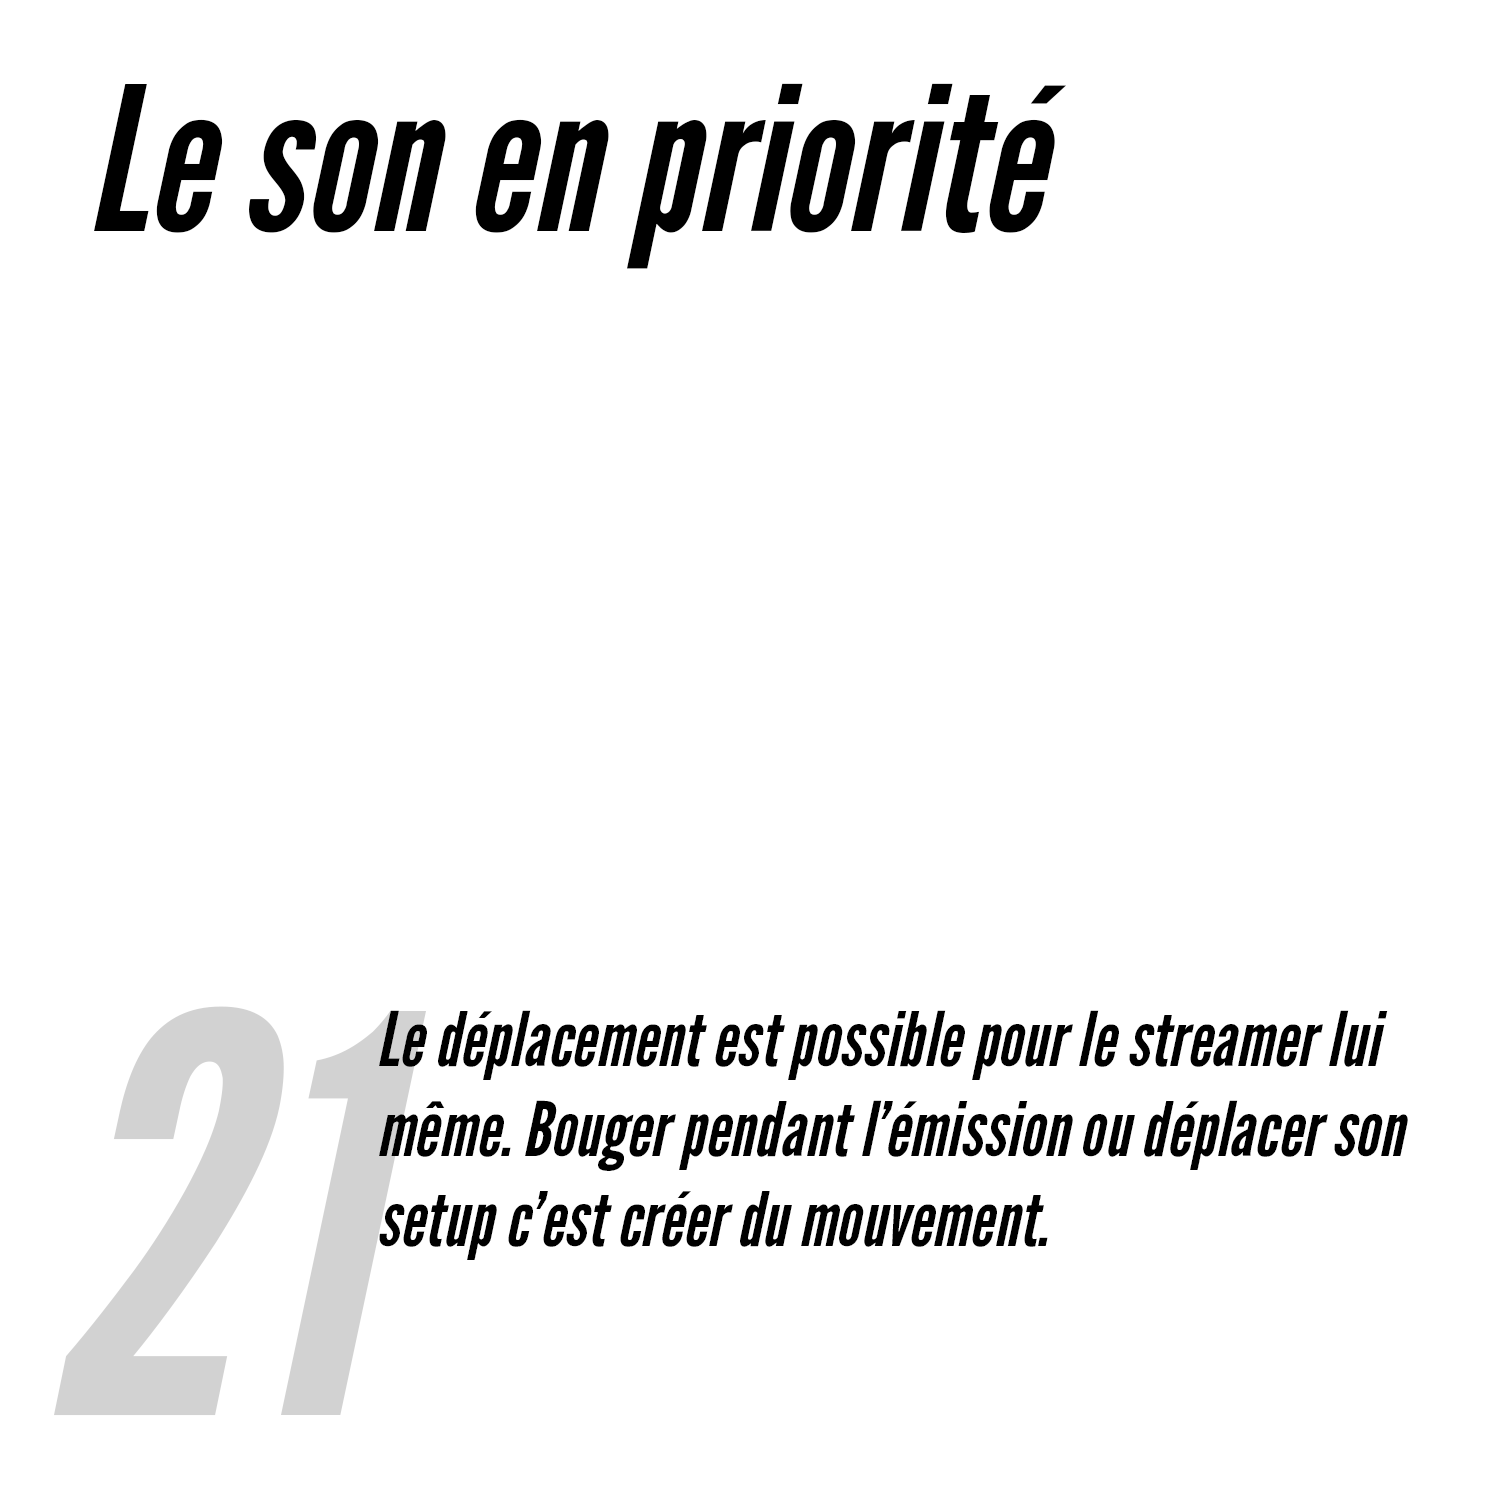 Le son en priorité
21
Le déplacement est possible pour le streamer lui
même. Bouger pendant l’émission ou déplacer son
setup c’est créer du mouvement.